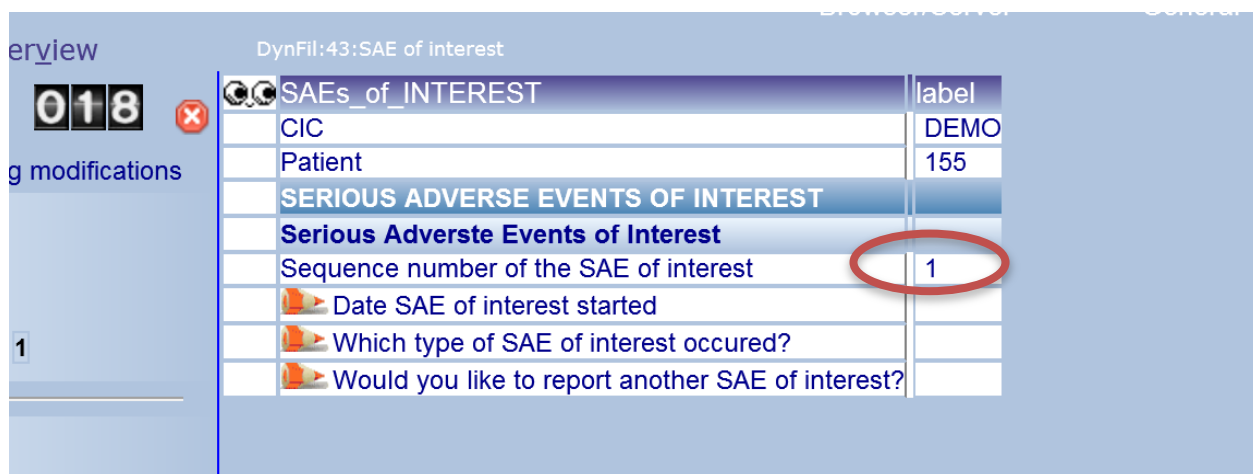 erview
DynFil:43:SAE of interest
018
SAEs_of_INTEREST label
CIC DEMO
g modifications
Patient 155
SERIOUS ADVERSE EVENTS OF INTEREST
Serious Adverste Events of Interest
Sequence number of the SAE of interest 1
Date SAE of interest started
1
Which type of SAE of interest occured?
Would you like to report another SAE of interest?